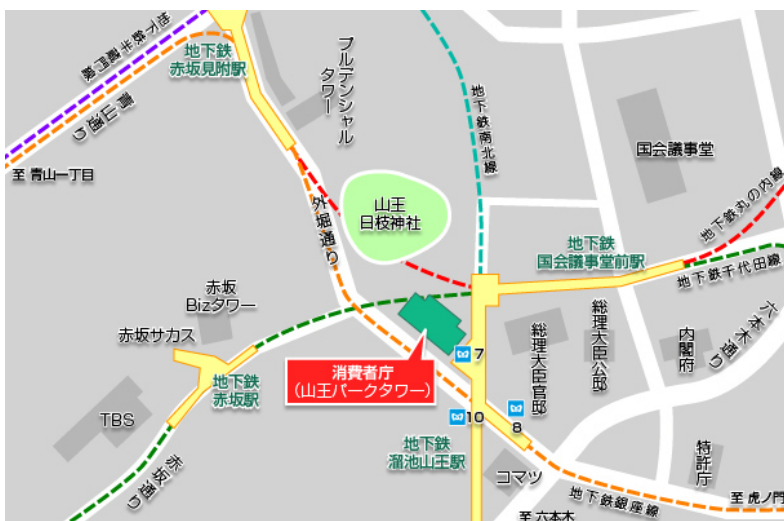 地下鉄半蔵門線
地下鉄
赤坂見附駅
青山通り
至 青山一丁目
プルデンシャル
タワー
地下鉄南北線
国会議事堂
山王
日枝神社
外堀通り
地下鉄丸の内線
地下鉄
国会議事堂前駅
地下鉄千代田線
赤坂
Bizタワー
赤坂サカス
六本木通り
消費者庁
(山王パークタワー)
7
総理大臣官邸
総理大臣公邸
内閣府
地下鉄
赤坂駅
TBS
10
8
地下鉄
溜池山王駅
赤坂通り
コマツ
特許庁
地下鉄銀座線
至 虎ノ門
至 六本木